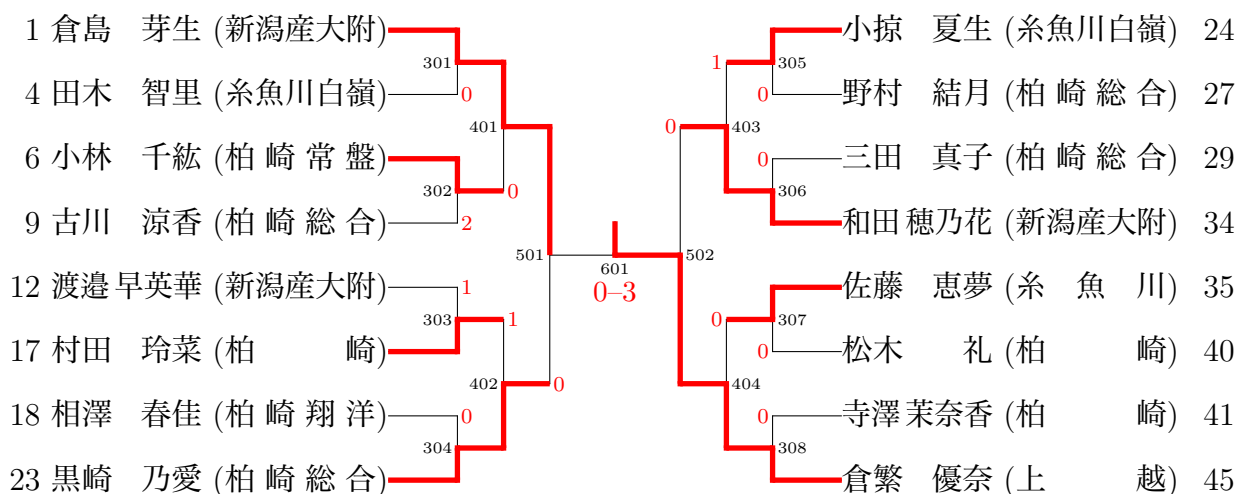 1 倉島 芽生 (新潟産大附)
4 田木 智里 (糸魚川白嶺)
6 小林 千紘 (柏崎常盤)
9 古川 涼香 (柏崎総合)
12 渡邉早英華 (新潟産大附)
17 村田 玲菜 (柏 崎)
18 相澤 春佳 (柏崎翔洋)
23 黒崎 乃愛 (柏崎総合)
301
0
401
302
0
2
501
1
303
1
402
0
0
304
601
0–3
1
305
0
0
403
0
306
502
0
307
0
404
0
308
小掠 夏生 (糸魚川白嶺) 24
野村 結月 (柏崎総合) 27
三田 真子 (柏崎総合) 29
和田穂乃花 (新潟産大附) 34
佐藤 恵夢 (糸魚川) 35
松木 礼 (柏 崎) 40
寺澤茉奈香 (柏 崎) 41
倉繁 優奈 (上 越) 45